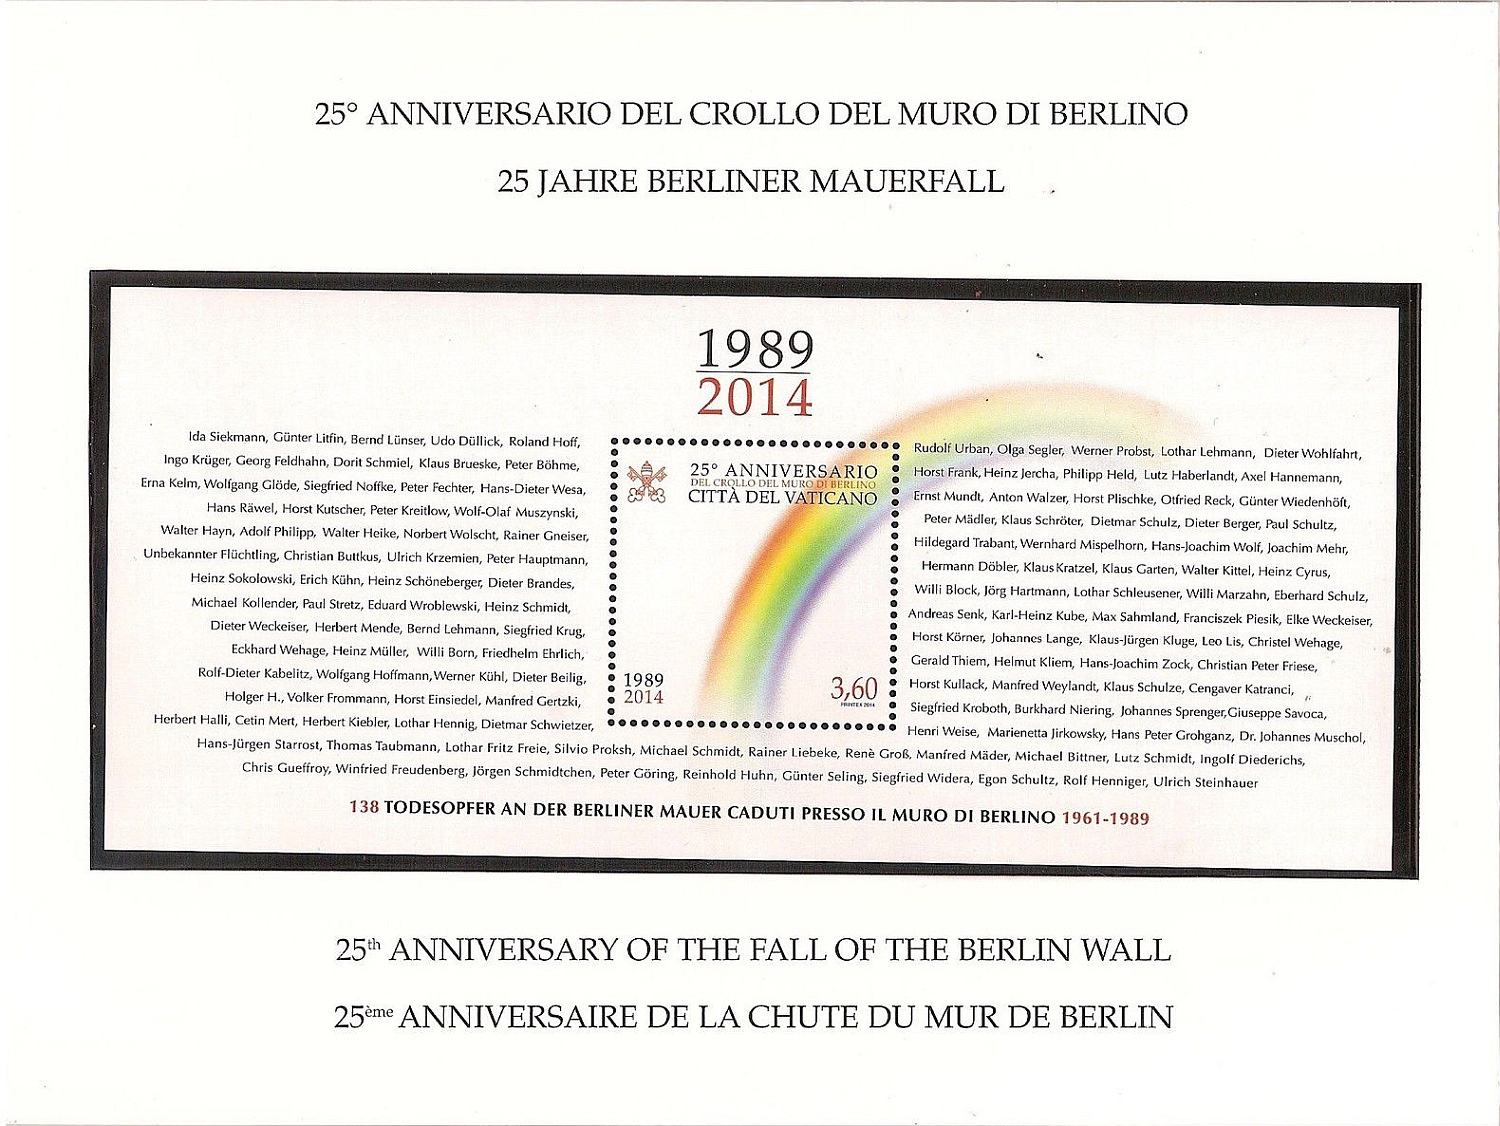 25° ANNIVERSARIO DEL CROLLO DEL MURO DI BERLINO
25 JAHRE BERLINER MAUERFALL
1989
2014
Ida Siekmann, Günter Litfin, Bernd Lünser, Udo Düllick, Roland Hoff,
Ingo Krüger, Georg Feldhahn, Dorit Schmiel, Klaus Brueske, Peter Böhme,
Erna Kelm, Wolfgang Glöde, Siegfried Noffke, Peter Fechter, Hans-Dieter Wesa,
Hans Räwel, Horst Kutscher, Peter Kreitlow, Wolf-Olaf Muszynski,
Walter Hayn, Adolf Philipp, Walter Heike, Norbert Wolscht, Rainer Gneiser,
Unbekannter Flüchtling, Christian Buttkus, Ulrich Krzemien, Peter Hauptmann,
Heinz Sokolowski, Erich Kühn, Heinz Schöneberger, Dieter Brandes,
Michael Kollender, Paul Stretz, Eduard Wroblewski, Heinz Schmidt,
Dieter Weckeiser, Herbert Mende, Bernd Lehmann, Siegfried Krug,
Eckhard Wehage, Heinz Müller, Willi Born, Friedhelm Ehrlich,
Rolf-Dieter Kabelitz, Wolfgang Hoffmann,Werner Kühl, Dieter Beilig,
Holger H., Volker Frommann, Horst Einsiedel, Manfred Gertzki,
Herbert Halli, Cetin Mert, Herbert Kiebler, Lothar Hennig, Dietmar Schwietzer,
25° ANNIVERSARIO
DEL CROLLO DEL MURO DI BERLINO
CITTÀ DEL VATICANO
1989
2014
3,60
PRINTEX 2014
Rudolf Urban, Olga Segler, Werner Probst, Lothar Lehmann, Dieter Wohlfahrt,
Horst Frank, Heinz Jercha, Philipp Held, Lutz Haberlandt, Axel Hannemann,
Ernst Mundt, Anton Walzer, Horst Plischke, Otfried Reck, Günter Wiedenhöft,
Peter Mädler, Klaus Schröter, Dietmar Schulz, Dieter Berger, Paul Schultz,
Hildegard Trabant, Wernhard Mispelhorn, Hans-Joachim Wolf, Joachim Mehr,
Hermann Döbler, Klaus Kratzel, Klaus Garten, Walter Kittel, Heinz Cyrus,
Willi Block, Jörg Hartmann, Lothar Schleusener, Willi Marzahn, Eberhard Schulz,
Andreas Senk, Karl-Heinz Kube, Max Sahmland, Franciszek Piesik, Elke Weckeiser,
Horst Körner, Johannes Lange, Klaus-Jürgen Kluge, Leo Lis, Christel Wehage,
Gerald Thiem, Helmut Kliem, Hans-Joachim Zock, Christian Peter Friese,
Horst Kullack, Manfred Weylandt, Klaus Schulze, Cengaver Katranci,
Siegfried Kroboth, Burkhard Niering, Johannes Sprenger,Giuseppe Savoca,
Henri Weise, Marienetta Jirkowsky, Hans Peter Grohganz, Dr. Johannes Muschol,
Hans-Jürgen Starrost, Thomas Taubmann, Lothar Fritz Freie, Silvio Proksh, Michael Schmidt, Rainer Liebeke, Renè Groß, Manfred Mäder, Michael Bittner, Lutz Schmidt, Ingolf Diederichs,
Chris Gueffroy, Winfried Freudenberg, Jörgen Schmidtchen, Peter Göring, Reinhold Huhn, Günter Seling, Siegfried Widera, Egon Schultz, Rolf Henniger, Ulrich Steinhauer
138 TODESOPFER AN DER BERLINER MAUER CADUTI PRESSO IL MURO DI BERLINO 1961-1989
25th ANNIVERSARY OF THE FALL OF THE BERLIN WALL
25ème ANNIVERSAIRE DE LA CHUTE DU MUR DE BERLIN